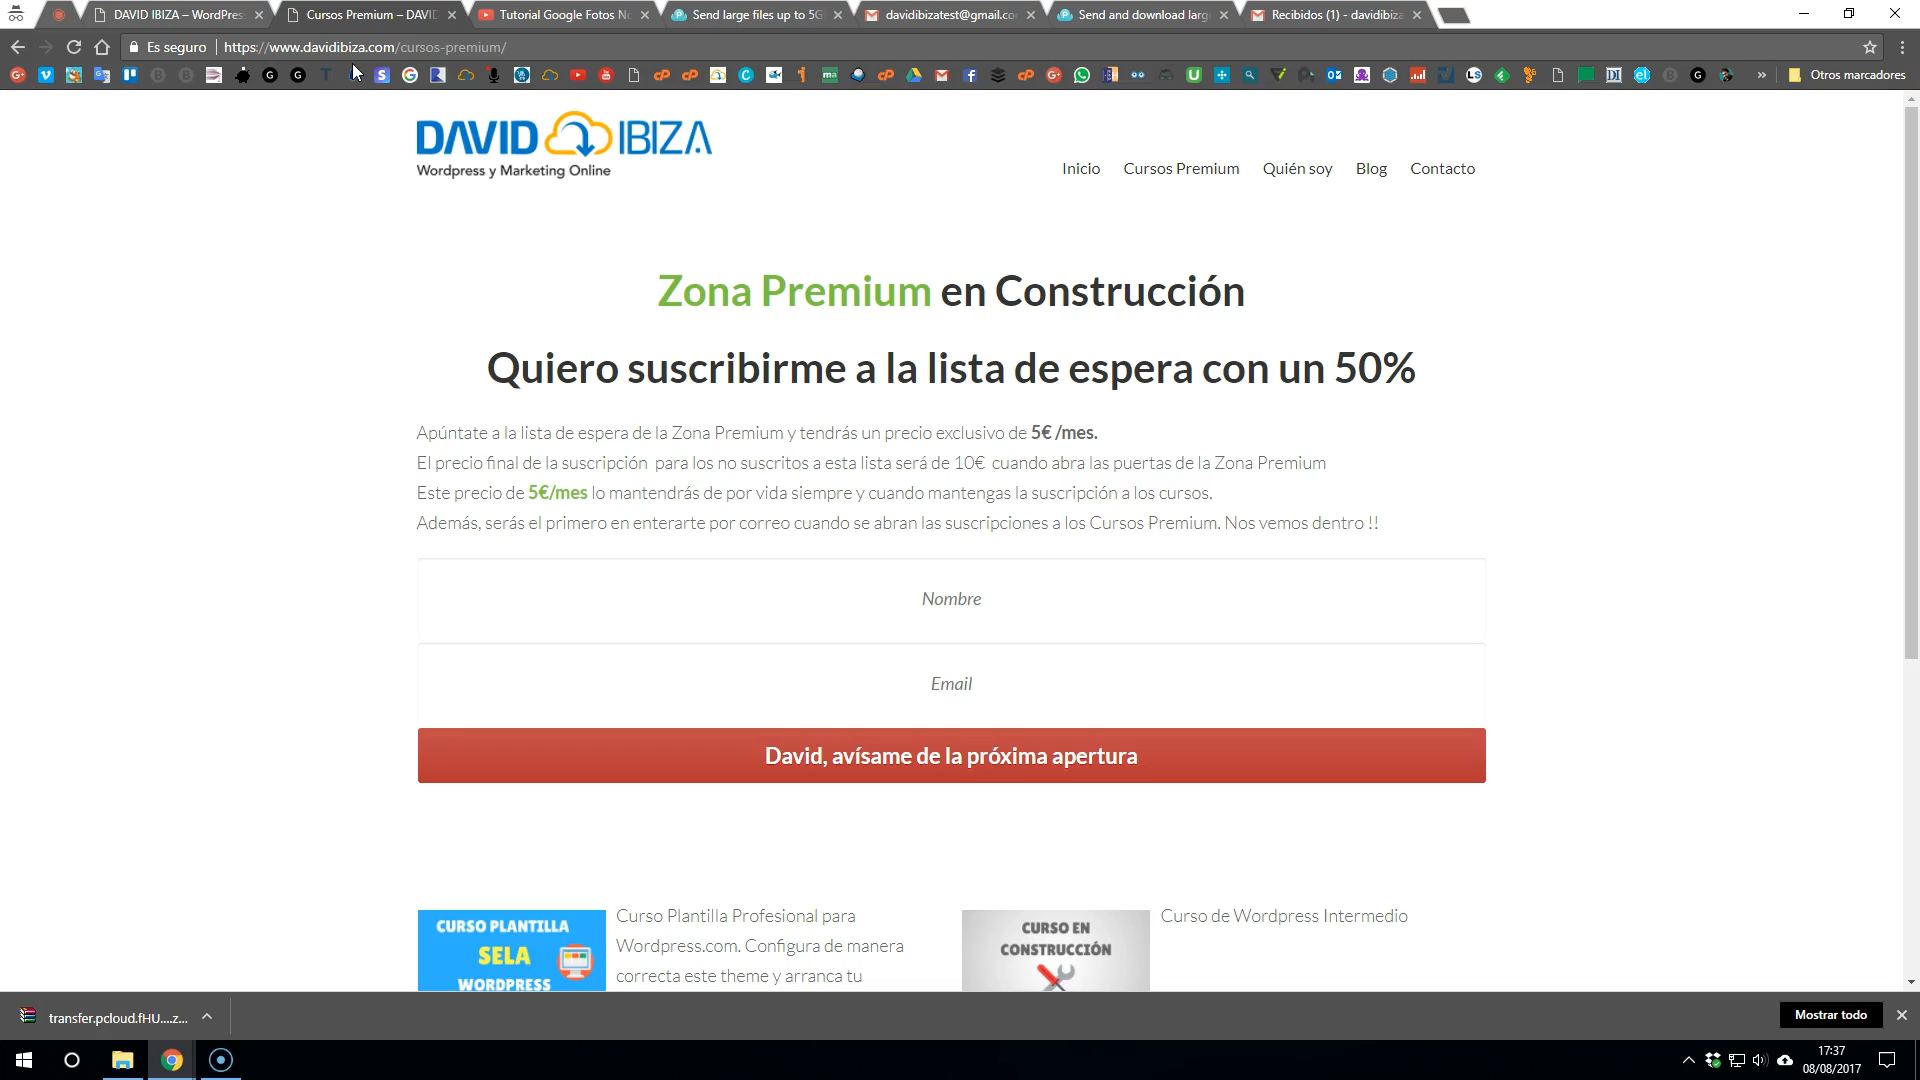 DAVID IBIZA – WordPres
Cursos Premium – DAVID
Tutorial Google Fotos N
Send large files up to 5G
davidibizatest@gmail.co
Send and download larg
Recibidos (1) - davidibiza
Es seguro
https://www.davidibiza.com/cursos-premium/
Otros marcadores
DAVID IBIZA
Wordpress y Marketing Online
Inicio
Cursos Premium
Quién soy
Blog
Contacto
Zona Premium en Construcción
Quiero suscribirme a la lista de espera con un 50%
Apúntate a la lista de espera de la Zona Premium y tendrás un precio exclusivo de 5€ /mes.
El precio final de la suscripción para los no suscritos a esta lista será de 10€ cuando abra las puertas de la Zona Premium
Este precio de 5€/mes lo mantendrás de por vida siempre y cuando mantengas la suscripción a los cursos.
Además, serás el primero en enterarte por correo cuando se abran las suscripciones a los Cursos Premium. Nos vemos dentro !!
Nombre
Email
David, avísame de la próxima apertura
CURSO PLANTILLA
SELA
WORDPRESS
Curso Plantilla Profesional para
Wordpress.com. Configura de manera
correcta este theme y arranca tu
CURSO EN
CONSTRUCCIÓN
Curso de Wordpress Intermedio
transfer.pcloud.fHU....z...
Mostrar todo
17:37
08/08/2017